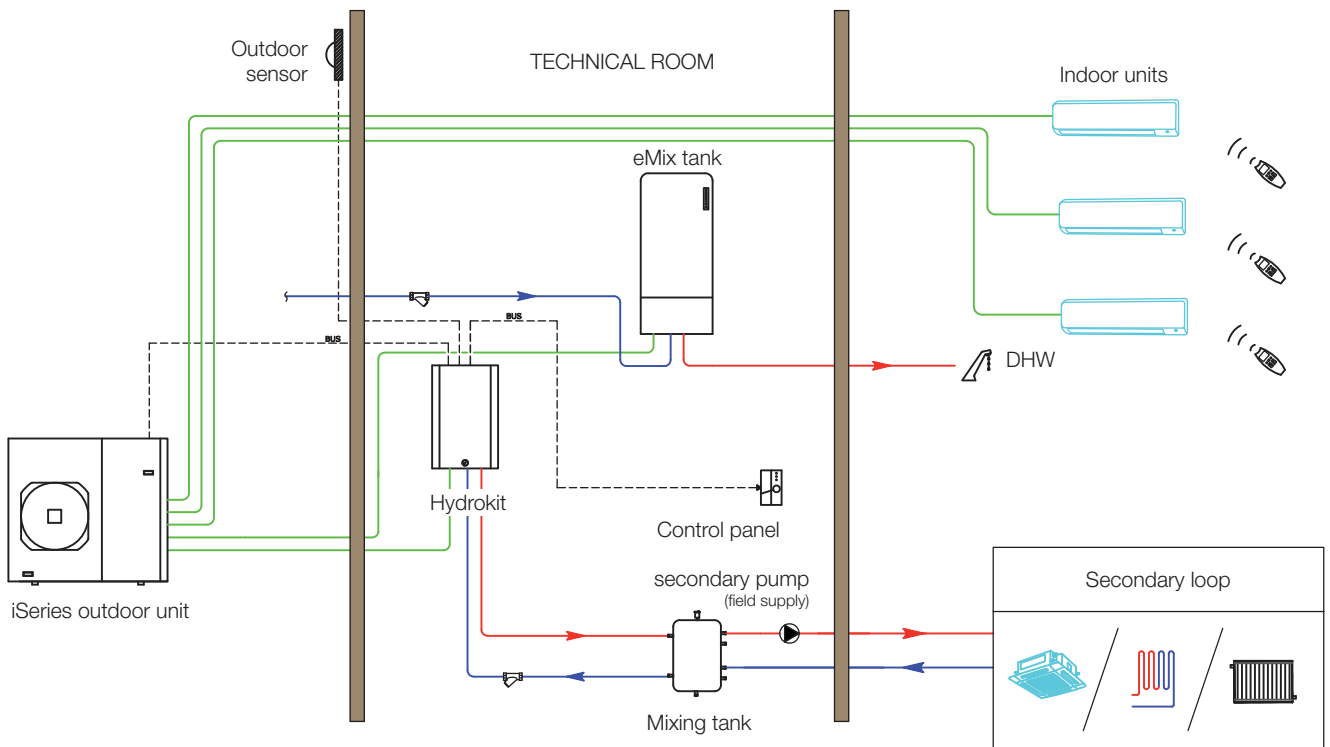 Outdoor
sensor
TECHNICAL ROOM
Indoor units
eMix tank
BUS
BUS
DHW
Hydrokit
Control panel
iSeries outdoor unit
secondary pump
(field supply)
Secondary loop
Mixing tank